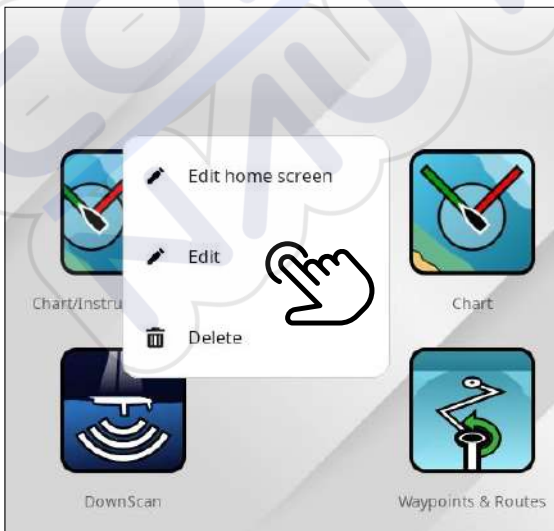 Edit home screen
Edit
Delete
Chart/Instru
Chart
DownScan
Waypoints & Routes